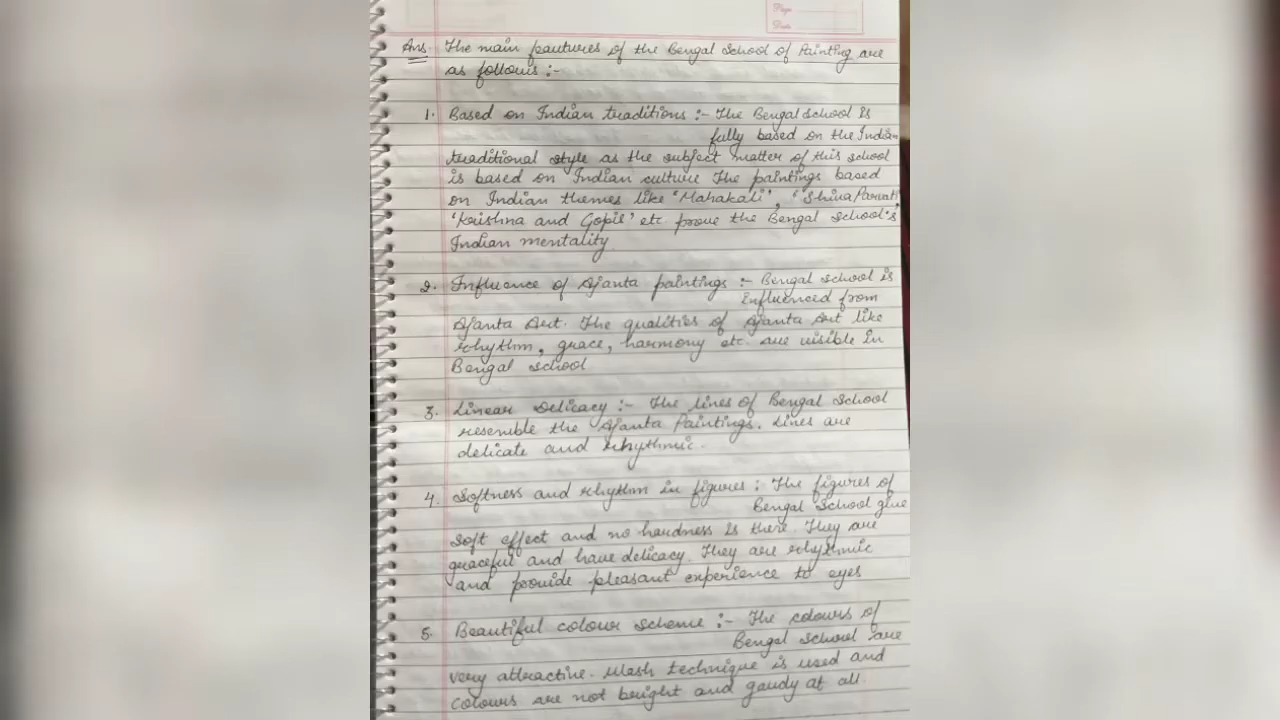 Page
Date
Ans. The main feutures of the Bengal School of Painting are
as follows :-
1. Based on Indian traditions :- The Bengal school is
fully based on the Indian
traditional style as the subject matter of this school
is based on Indian culture The paintings based
on Indian themes like 'Mahakali', 'Shiva Parvati'
'Krishna and Gopis' etc. prove the Bengal School's
Indian mentality
2. Influence of Ajanta paintings :- Bengal school is
influenced from
Ajanta Art. The qualities of Ajanta Art like
rhythm, grace, harmony etc. are visible in
Bengal school
3. Linear Delicacy :- The lines of Bengal School
resemble the Ajanta Paintings. Lines are
delicate and rhythmic.
4. Softness and rhythm in figures : The figures of
Bengal School give
soft effect and no hardness is there. They are
graceful and have delicacy. They are rhythmic
and provide pleasant experience to eyes
5. Beautiful colour scheme :- The colours of
Bengal School are
very attractive. Wash technique is used and
colours are not bright and gaudy at all.